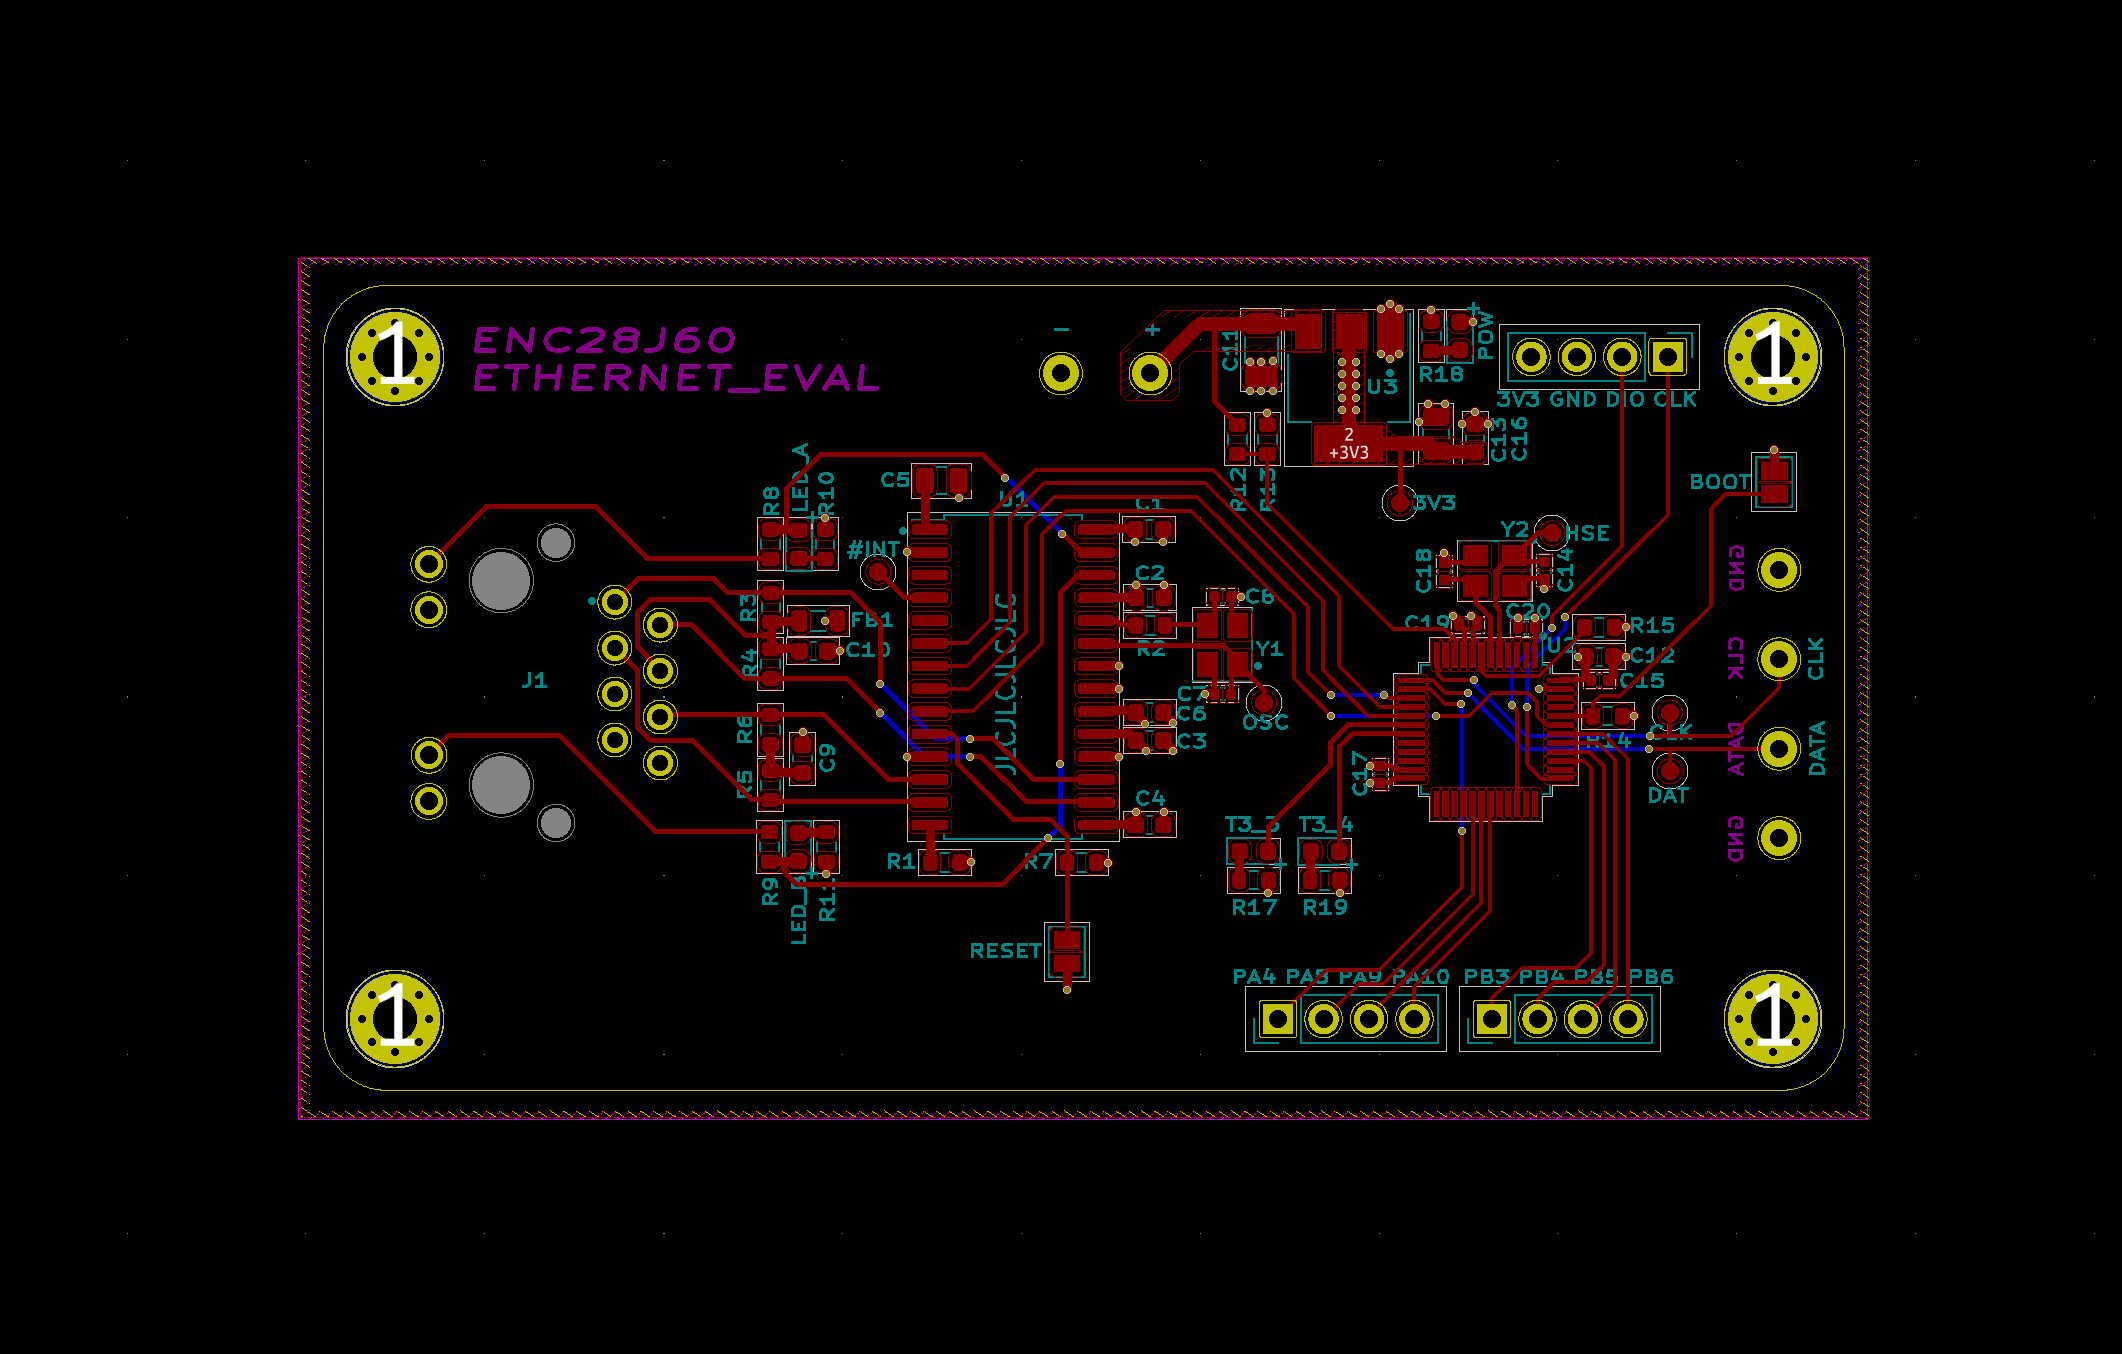 ENC28J60
ETHERNET_EVAL
1
1
- +
C11
U3
POW
R18
3V3 GND DIO CLK
2
+3V3
C13
C16
R12
R13
3V3
BOOT
R8
LED_A
R10
C5
U1
C1
#INT
Y2
HSE
C18
C14
C2
C6
C19
C20
R15
R3
FB1
R4
C10
R2
Y1
C12
C15
J1
JLCJLCJLCJLC
OSC
C6
C3
R6
C9
R5
R14
CLK
DAT
C17
GND
CLK
CLK
DATA
DATA
GND
C4
T3_3
T3_4
R1
R7
R17
R19
R9
R11
RESET
PA4 PA8 PA9 PA10
PB3 PB4 PB5 PB6
1
1